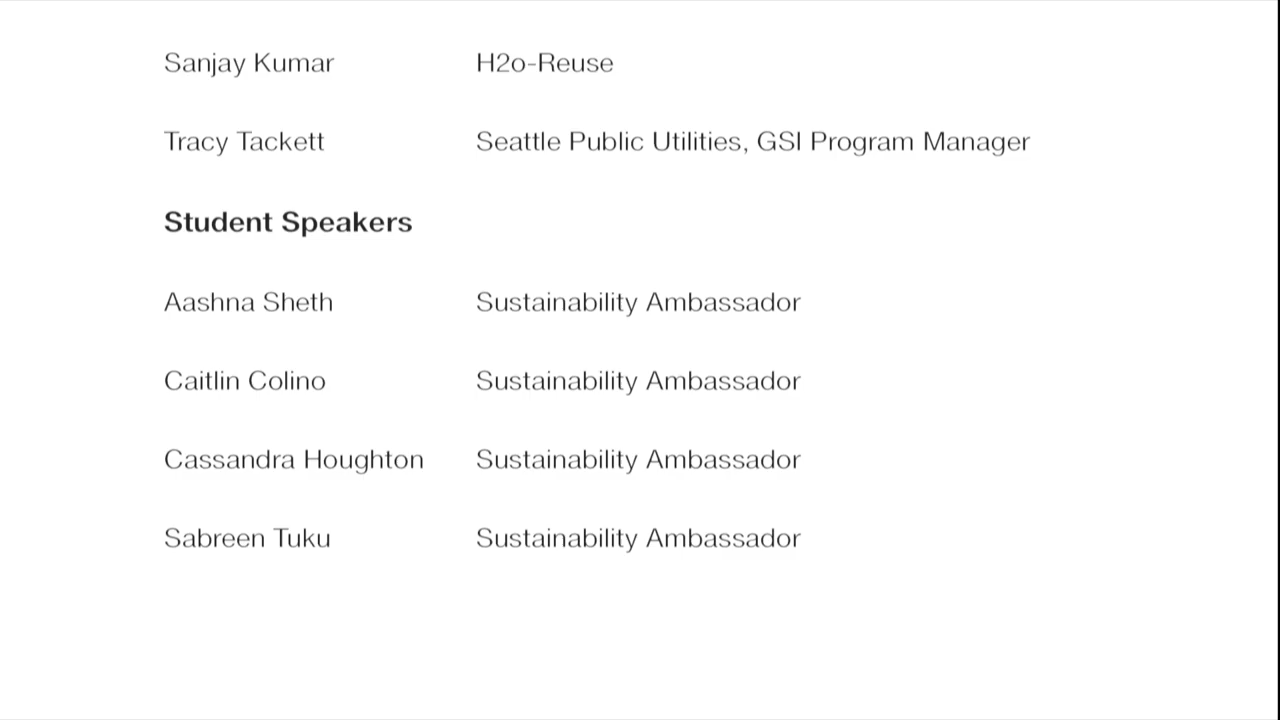 Sanjay Kumar H2o-Reuse
Tracy Tackett Seattle Public Utilities, GSI Program Manager
Student Speakers
Aashna Sheth Sustainability Ambassador
Caitlin Colino Sustainability Ambassador
Cassandra Houghton Sustainability Ambassador
Sabreen Tuku Sustainability Ambassador